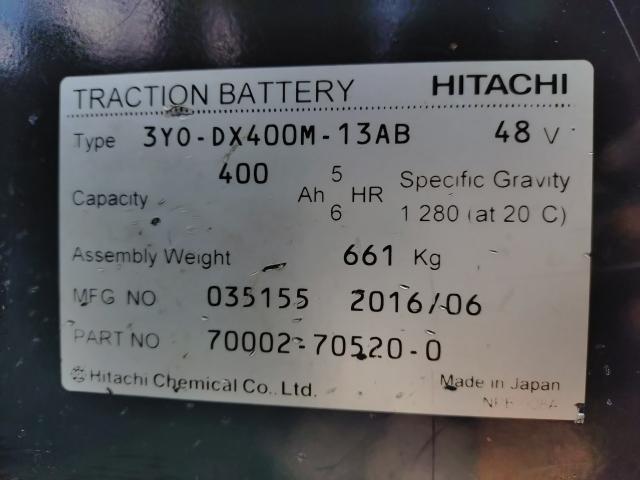 TRACTION BATTERY HITACHI
Type 3Y0-DX400M-13AB 48 V
Capacity 400 Ah 5 HR Specific Gravity
6 1 280 (at 20 C)
Assembly Weight 661 Kg
MFG NO 035155 2016/06
PART NO 70002-70520-0
Hitachi Chemical Co., Ltd. Made in Japan